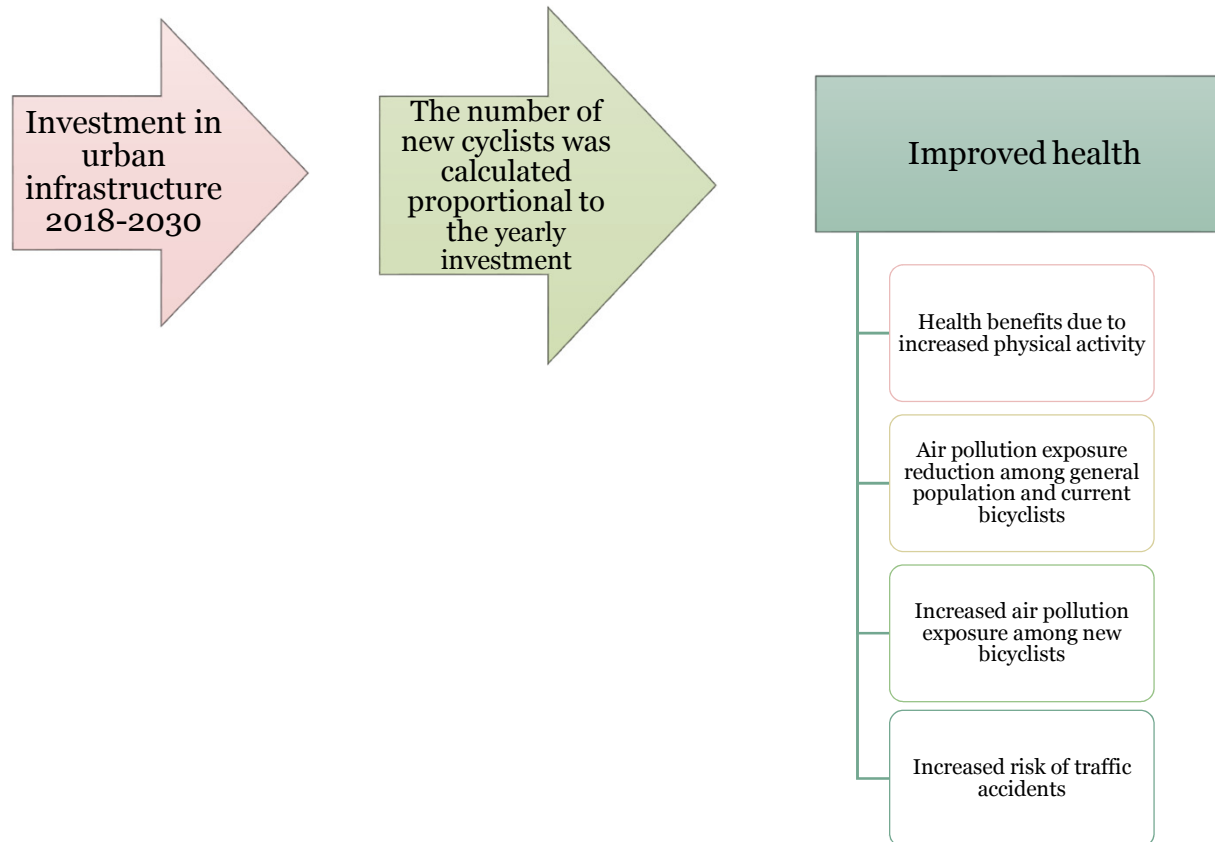 Investment in
urban
infrastructure
2018-2030
The number of
new cyclists was
calculated
proportional to
the yearly
investment
Improved health
Health benefits due to
increased physical activity
Air pollution exposure
reduction among general
population and current
bicyclists
Increased air pollution
exposure among new
bicyclists
Increased risk of traffic
accidents